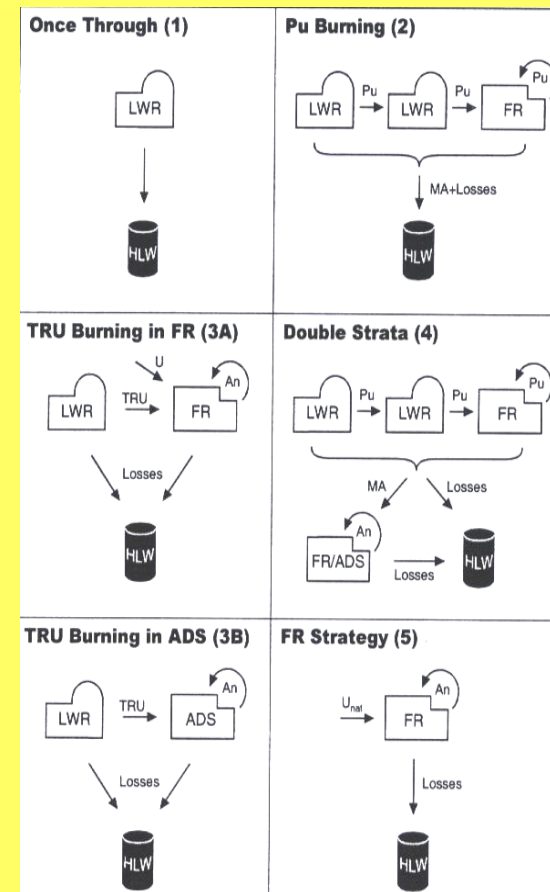 Once Through (1)
LWR
HLW
Pu Burning (2)
Pu
Pu
Pu
LWR
LWR
FR
MA+Losses
HLW
TRU Burning in FR (3A)
U
An
TRU
LWR
FR
Losses
HLW
Double Strata (4)
Pu
Pu
Pu
LWR
LWR
FR
MA
Losses
An
FR/ADS
HLW
Losses
TRU Burning in ADS (3B)
An
TRU
LWR
ADS
Losses
HLW
FR Strategy (5)
An
Unat
FR
Losses
HLW